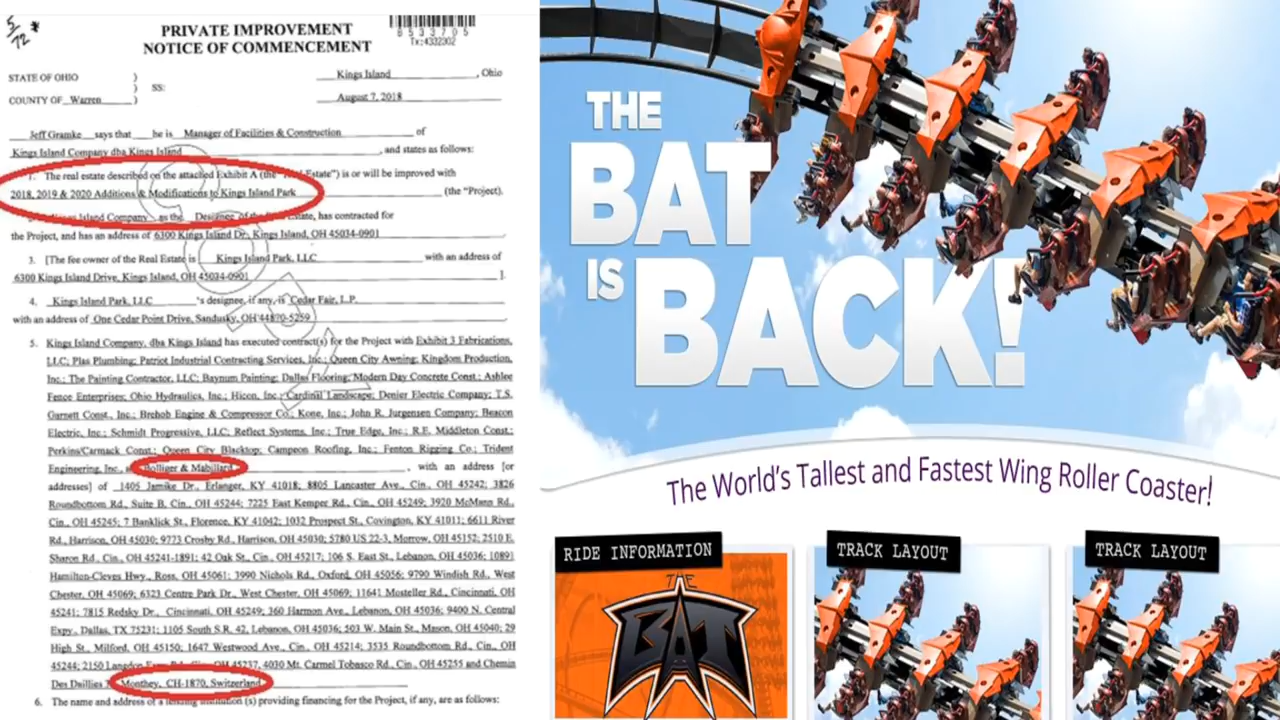 5/72 *
PRIVATE IMPROVEMENT
NOTICE OF COMMENCEMENT
Tx:4332302
STATE OF OHIO )
) SS:
COUNTY OF Warren )
Kings Island , Ohio
August 7, 2018
Jeff Gramke says that he is Manager of Facilities & Construction of
Kings Island Company dba Kings Island , and states as follows:
1. The real estate described on the attached Exhibit A (the "Real Estate") is or will be improved with
2018, 2019 & 2020 Additions & Modifications to Kings Island Park (the "Project).
Island Company as the Designee of the Estate, has contracted for
the Project, and has an address of 6300 Kings Island Dr., Kings Island, OH 45034-0901
3. [The fee owner of the Real Estate is Kings Island Park, LLC with an address of
6300 Kings Island Drive, Kings Island, OH 45034-0901 ].
4. Kings Island Park, LLC 's designee, if any, is Cedar Fair, L.P.
with an address of One Cedar Point Drive, Sandusky, OH 44870-5259
5. Kings Island Company, dba Kings Island has executed contract(s) for the Project with Exhibit 3 Fabrications,
LLC; Plas Plumbing; Patriot Industrial Contracting Services, Inc.; Queen City Awning; Kingdom Production,
Inc.; The Painting Contractor, LLC; Baynum Painting; Dallas Flooring; Modern Day Concrete Const.; Ashlee
Fence Enterprises; Ohio Hydraulics, Inc.; Hicon, Inc.; Cardinal Landscape; Denier Electric Company; T.S.
Garnett Const., Inc.; Brehob Engine & Compressor Co.; Kone, Inc.; John R. Jurgensen Company; Beacon
Electric, Inc.; Schmidt Progressive, LLC; Reflect Systems, Inc.; True Edge, Inc.; R.E. Middleton Const.;
Perkins/Carmack Const.; Queen City Blacktop; Campeon Roofing, Inc.; Fenton Rigging Co.; Trident
Engineering, Inc., Bolliger & Mabillard , with an address [or
addresses] of 1405 Jamike Dr., Erlanger, KY 41018; 8805 Lancaster Ave., Cin, OH 45242; 3826
Roundbottom Rd., Suite B, Cin, OH 45244; 7225 East Kemper Rd., Cin, OH 45249; 3920 McMann Rd.,
Cin., OH 45245; 7 Banklick St., Florence, KY 41042; 1032 Prospect St., Covington, KY 41011; 6611 River
Rd., Harrison, OH 45030; 9773 Crosby Rd., Harrison, OH 45030; 5780 US 22-3, Morrow, OH 45152; 2510 E.
Sharon Rd., Cin, OH 45241-1891; 42 Oak St., Cin, OH 45217; 106 S. East St., Lebanon, OH 45036; 10891
Hamilton-Cleves Hwy., Ross, OH 45061; 3990 Nichols Rd., Oxford, OH 45056; 9790 Windish Rd., West
Chester, OH 45069; 6323 Centre Park Dr., West Chester, OH 45069; 11641 Mosteller Rd., Cincinnati, OH
45241; 7815 Redsky Dr., Cincinnati, OH 45249; 360 Harmon Ave., Lebanon, OH 45036; 9400 N. Central
Expy., Dallas, TX 75231; 1105 South S.R. 42, Lebanon, OH 45036; 503 W. Main St., Mason, OH 45040; 29
High St., Milford, OH 45150; 1647 Westwood Ave., Cin, OH 45214; 3535 Roundbottom Rd., Cin, OH
45244; 2150 Langdon OH 45237, 4030 Mt. Carmel Tobasco Rd., Cin, OH 45255 and Chemin
Des Dailles Monthey, CH-1870, Switzerland
6. The name and address of a lending institution (s) providing financing for the Project, if any, are as follows:
THE
BAT
IS
BACK!
The World's Tallest and Fastest Wing Roller Coaster!
RIDE INFORMATION
TRACK LAYOUT
TRACK LAYOUT
THE
BAT